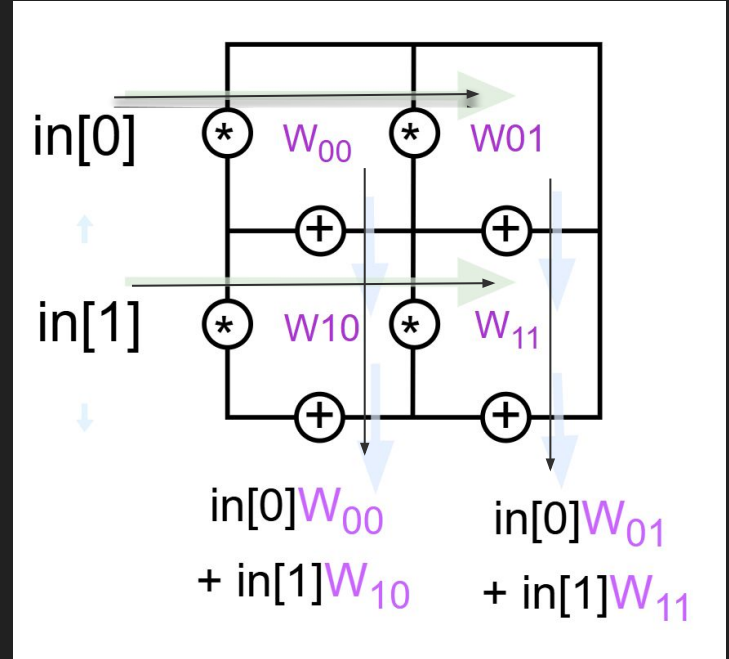 in[0] * W₀₀ * W01
+ +
in[1] * W10 * W₁₁
+ +
in[0]W₀₀
+ in[1]W₁₀
in[0]W₀₁
+ in[1]W₁₁